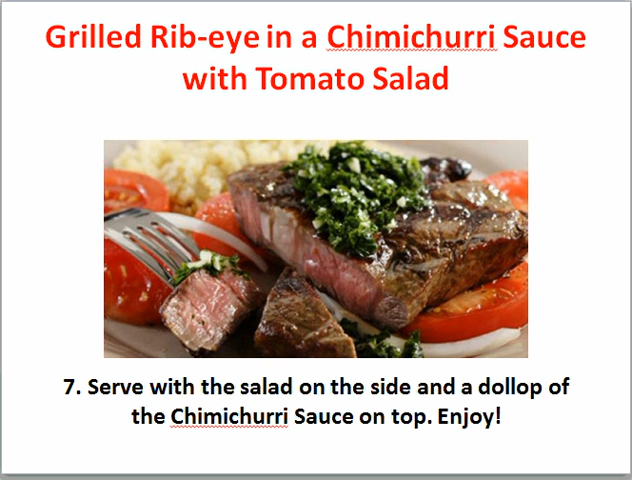 Grilled Rib-eye in a Chimichurri Sauce
with Tomato Salad
7. Serve with the salad on the side and a dollop of
the Chimichurri Sauce on top. Enjoy!